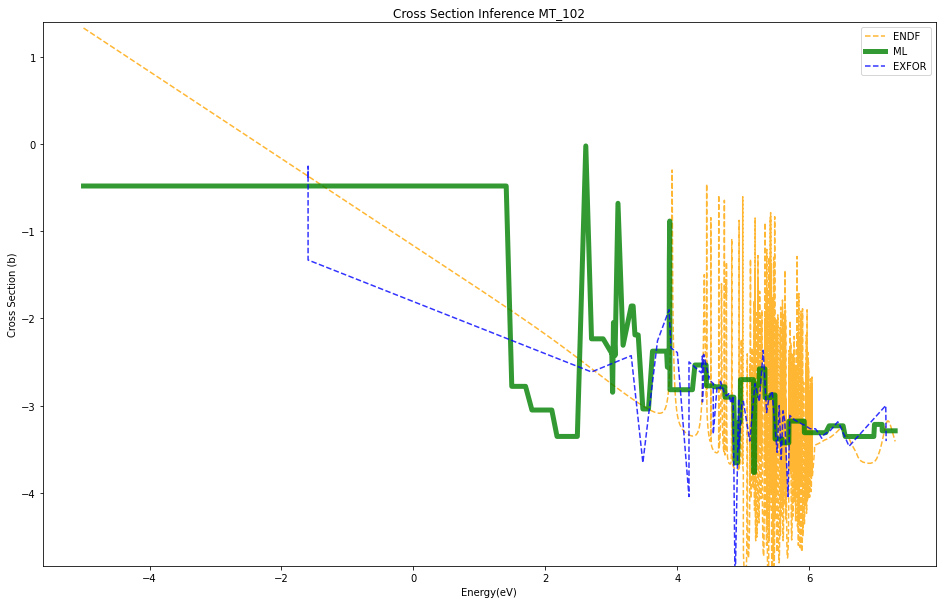 Cross Section Inference MT_102
ENDF
ML
EXFOR
Cross Section (b)
1
0
−1
−2
−3
−4
−4
−2
0
2
4
6
Energy(eV)